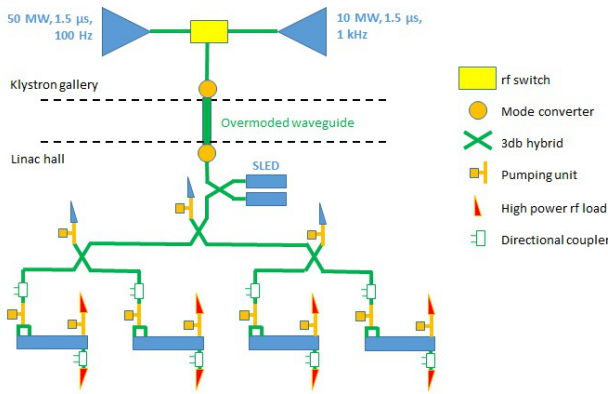 50 MW, 1.5 µs,
100 Hz
10 MW, 1.5 µs,
1 kHz
Klystron gallery
Overmoded waveguide
Linac hall
SLED
rf switch
Mode converter
3db hybrid
Pumping unit
High power rf load
Directional coupler